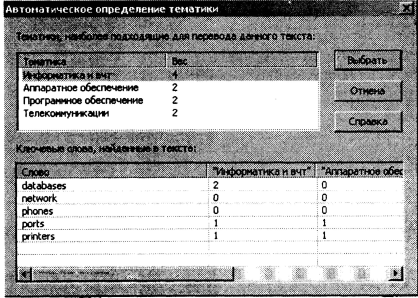 Автоматическое определение тематики
Тематики, наиболее подходящие для перевода данного текста:
Тематика Вес
Информатика и вчт 4
Аппаратное обеспечение 2
Програмное обеспечение 2
Телекоммуникации 2
Выбрать
Отмена
Справка
Ключевые слова, найденные в тексте:
Слово "Информатика и вчт" "Аппаратное обес
databases 2 0
network 0 0
phones 0 0
ports 1 1
printers 1 1